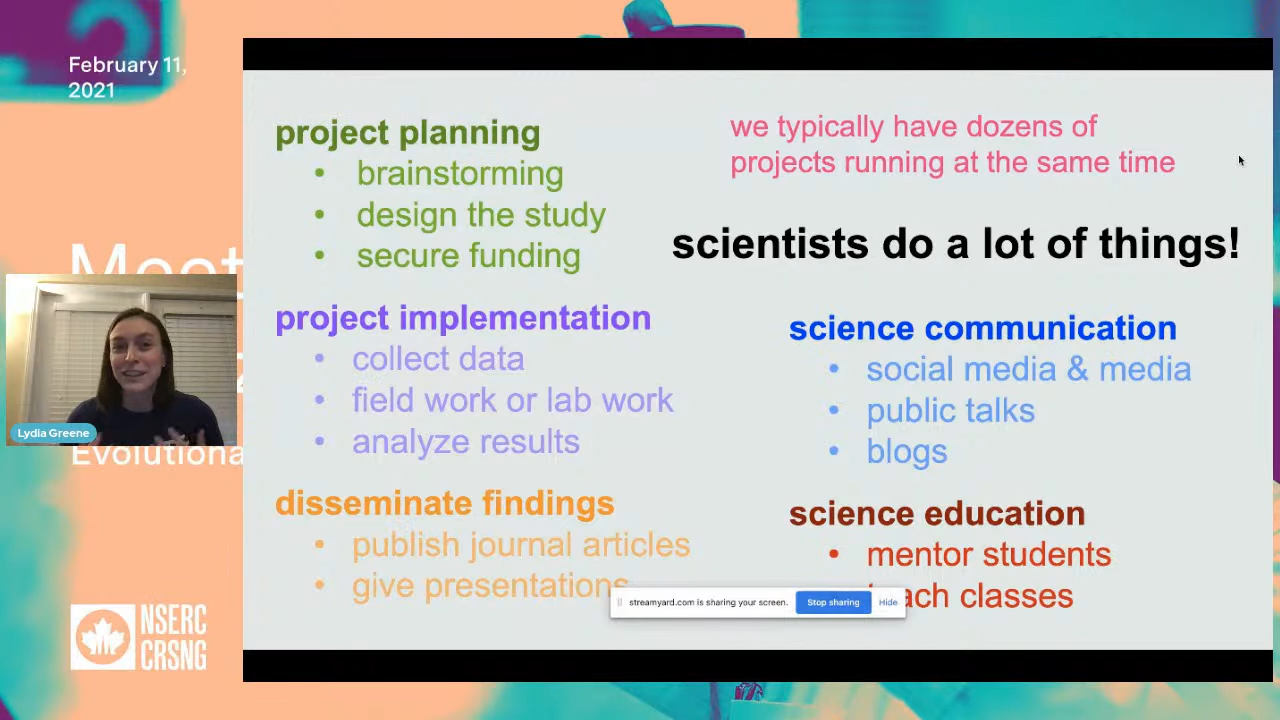 February 11,
2021
Meet
Lydia Greene
Evolutiona
NSERC
CRSNG
project planning
• brainstorming
• design the study
• secure funding
project implementation
• collect data
• field work or lab work
• analyze results
disseminate findings
• publish journal articles
• give presentations
we typically have dozens of
projects running at the same time
scientists do a lot of things!
science communication
• social media & media
• public talks
• blogs
science education
• mentor students
teach classes
streamyard.com is sharing your screen. Stop sharing Hide